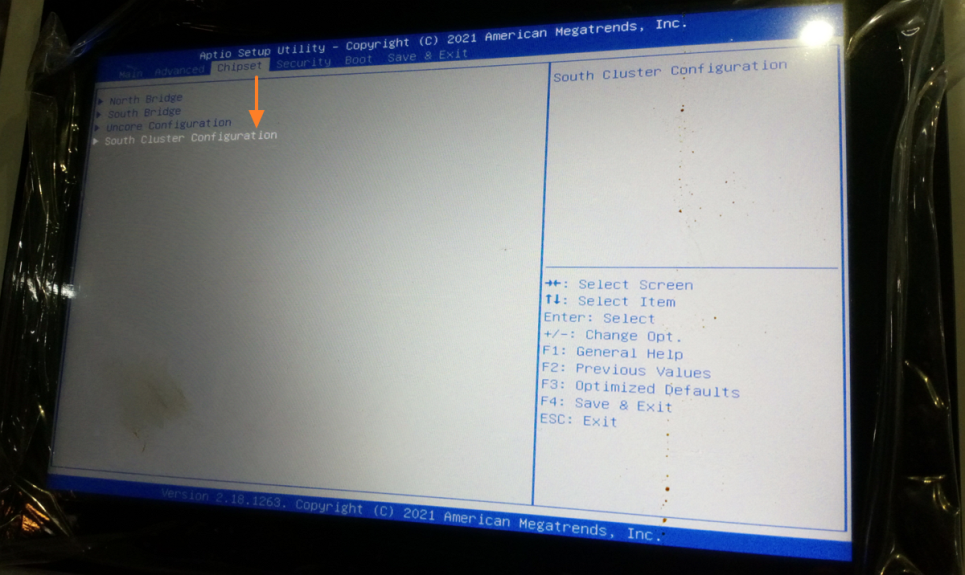 Aptio Setup Utility - Copyright (C) 2021 American Megatrends, Inc.
Main Advanced Chipset Security Boot Save & Exit
▶ North Bridge
▶ South Bridge
▶ Uncore Configuration
▶ South Cluster Configuration
South Cluster Configuration
→←: Select Screen
↑↓: Select Item
Enter: Select
+/-: Change Opt.
F1: General Help
F2: Previous Values
F3: Optimized Defaults
F4: Save & Exit
ESC: Exit
Version 2.18.1263. Copyright (C) 2021 American Megatrends, Inc.